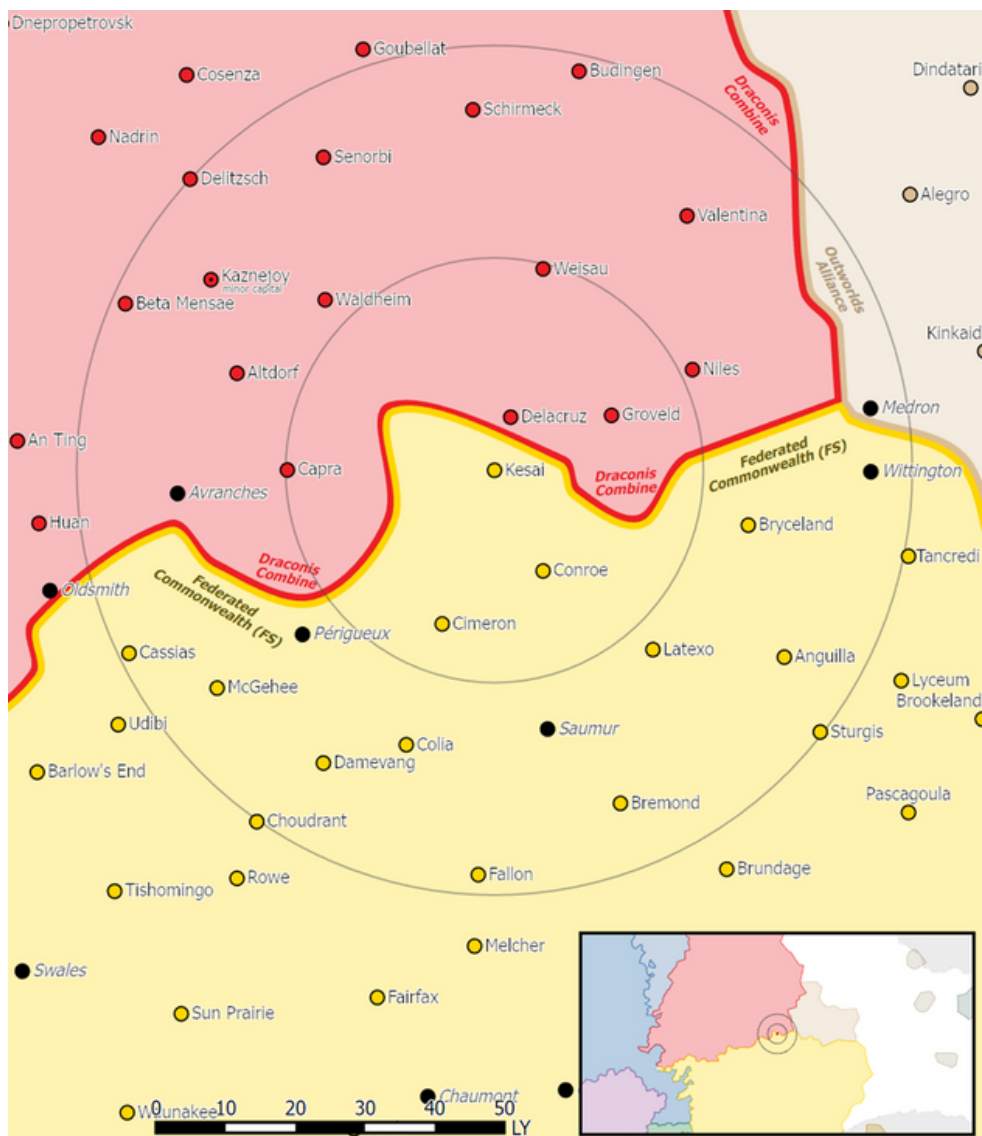 Dnepropetrovsk
Goubellat
Cosenza
Budingen
Dindatari
Schirmeck
Draconis
Combine
Nadrin
Senorbi
Delitzsch
Alegro
Valentina
Kaznejoy
minor capital
Weisau
Outworlds
Alliance
Beta Mensae
Waldheim
Kinkaid
Altdorf
Niles
Medron
Delacruz
Groveld
An Ting
Capra
Kesai
Draconis
Combine
Federated
Commonwealth (FS)
Wittington
Avranches
Huan
Bryceland
Tancredi
Draconis
Combine
Conroe
Oldsmith
Federated
Commonwealth (FS)
Périgueux
Cimeron
Cassias
Latexo
Anguilla
McGehee
Lyceum
Brookeland
Udibi
Saumur
Sturgis
Colia
Barlow's End
Damevang
Bremond
Pascagoula
Choudrant
Fallon
Brundage
Rowe
Tishomingo
Melcher
Swales
Fairfax
Sun Prairie
Chaumont
Waunakee
0 10 20 30 40 50
LY